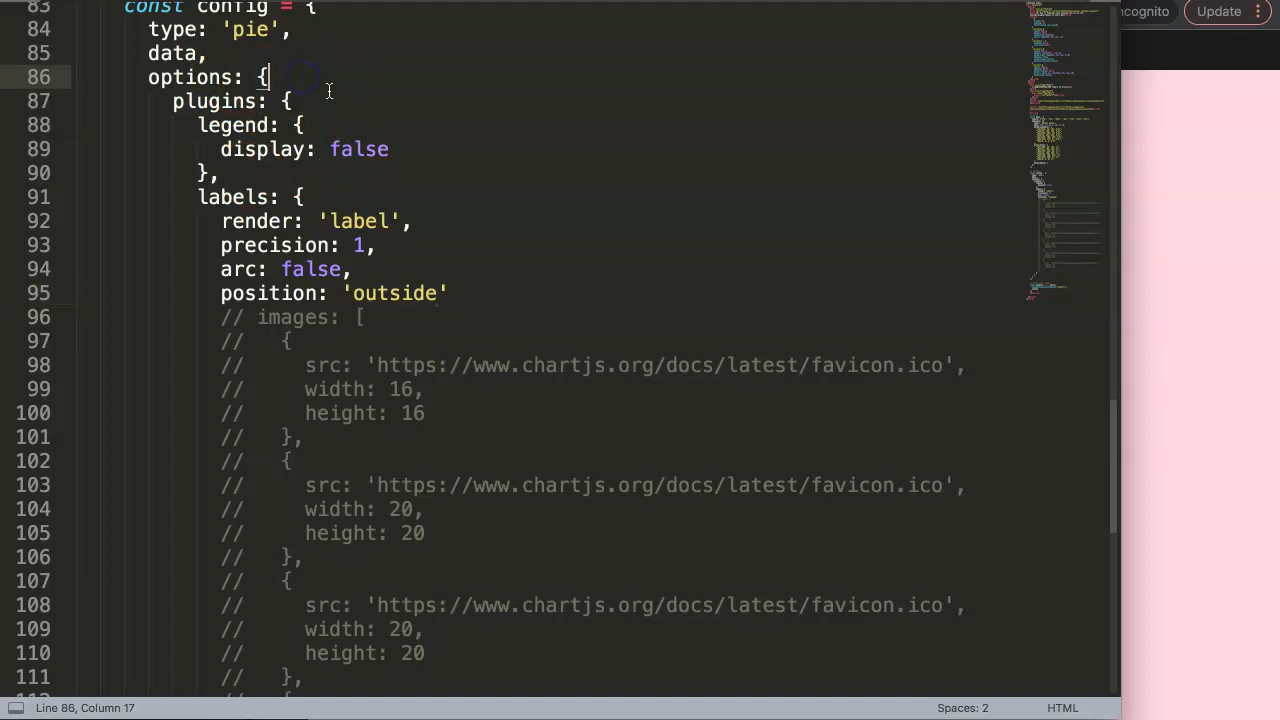 83 const config = {
84 type: 'pie',
85 data,
86 options: {
87 plugins: {
88 legend: {
89 display: false
90 },
91 labels: {
92 render: 'label',
93 precision: 1,
94 arc: false,
95 position: 'outside'
96 // images: [
97 // {
98 // src: 'https://www.chartjs.org/docs/latest/favicon.ico',
99 // width: 16,
100 // height: 16
101 // },
102 // {
103 // src: 'https://www.chartjs.org/docs/latest/favicon.ico',
104 // width: 20,
105 // height: 20
106 // },
107 // {
108 // src: 'https://www.chartjs.org/docs/latest/favicon.ico',
109 // width: 20,
110 // height: 20
111 // },
Line 86, Column 17
Spaces: 2
HTML
cognito
Update